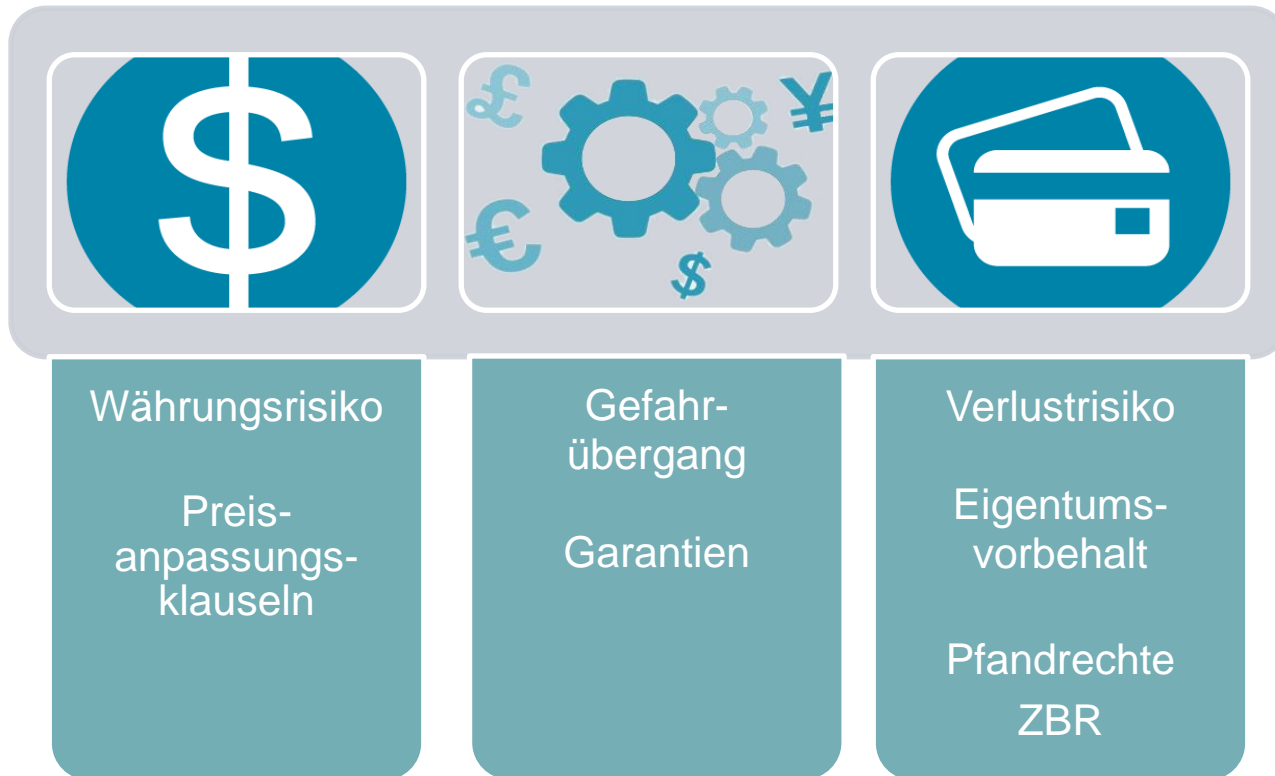 $
£
¥
€
$
Währungsrisiko
Preis-
anpassungs-
klauseln
Gefahr-
übergang
Garantien
Verlustrisiko
Eigentums-
vorbehalt
Pfandrechte
ZBR